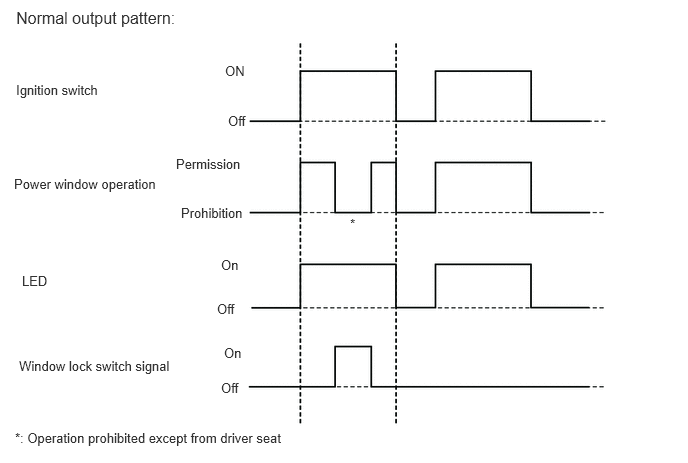 Normal output pattern:
ON
Ignition switch
Off
Permission
Power window operation
Prohibition
*
On
LED
Off
On
Window lock switch signal
Off
*: Operation prohibited except from driver seat